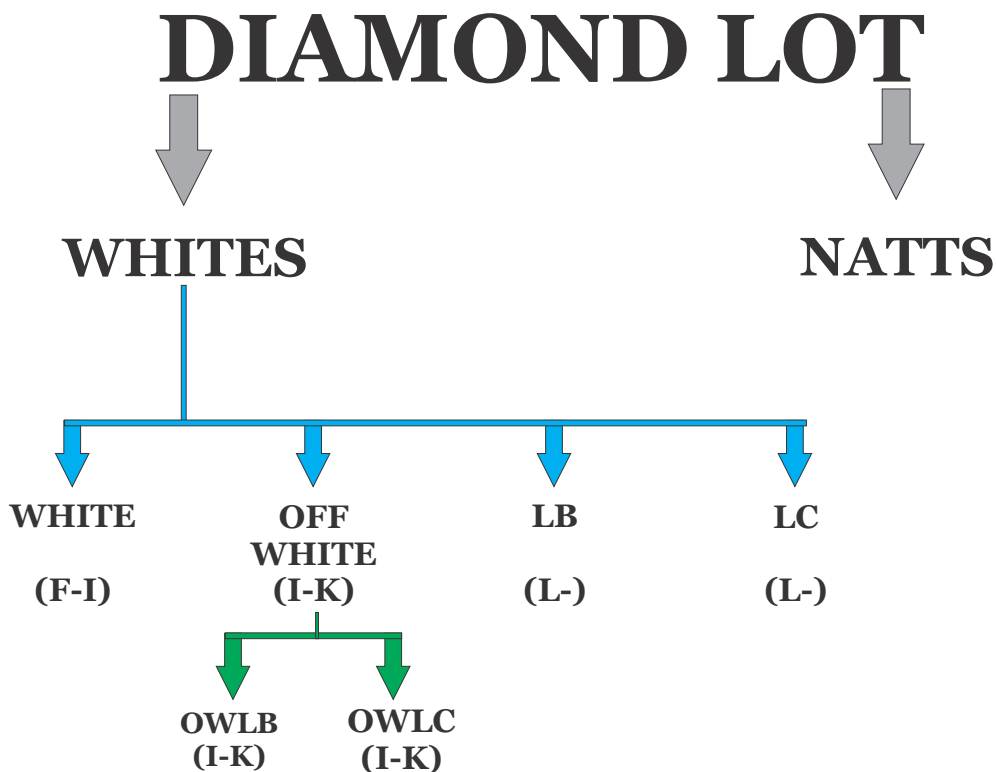 DIAMOND LOT
WHITES
NATTS
WHITE
(F-I)
OFF
WHITE
(I-K)
LB
(L-)
LC
(L-)
OWLB
(I-K)
OWLC
(I-K)